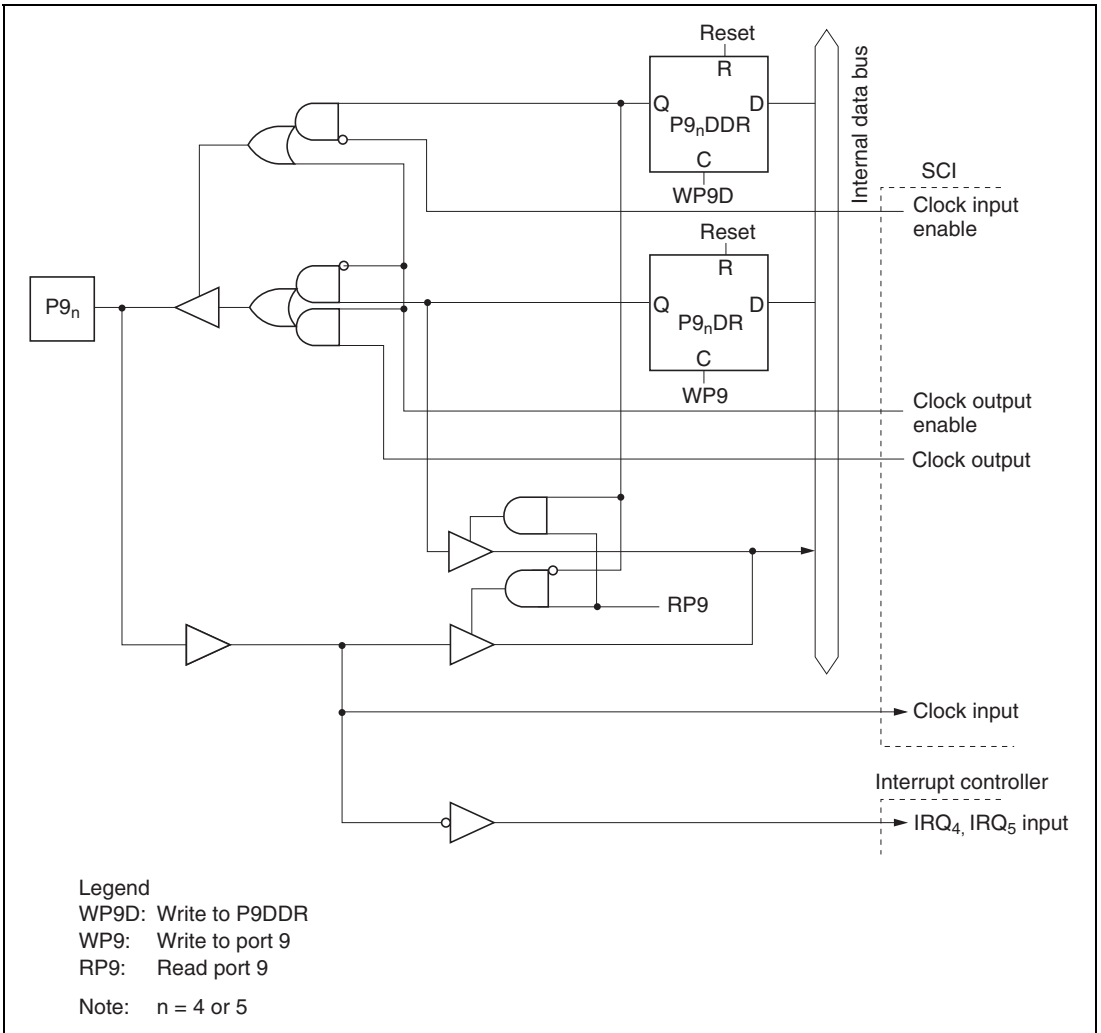 Reset
R
Q D
P9nDDR
C
WP9D
Internal data bus
SCI
Clock input
enable
Reset
R
Q D
P9nDR
C
WP9
P9n
Clock output
enable
Clock output
RP9
Clock input
Interrupt controller
IRQ4, IRQ5 input
Legend
WP9D: Write to P9DDR
WP9: Write to port 9
RP9: Read port 9
Note: n = 4 or 5